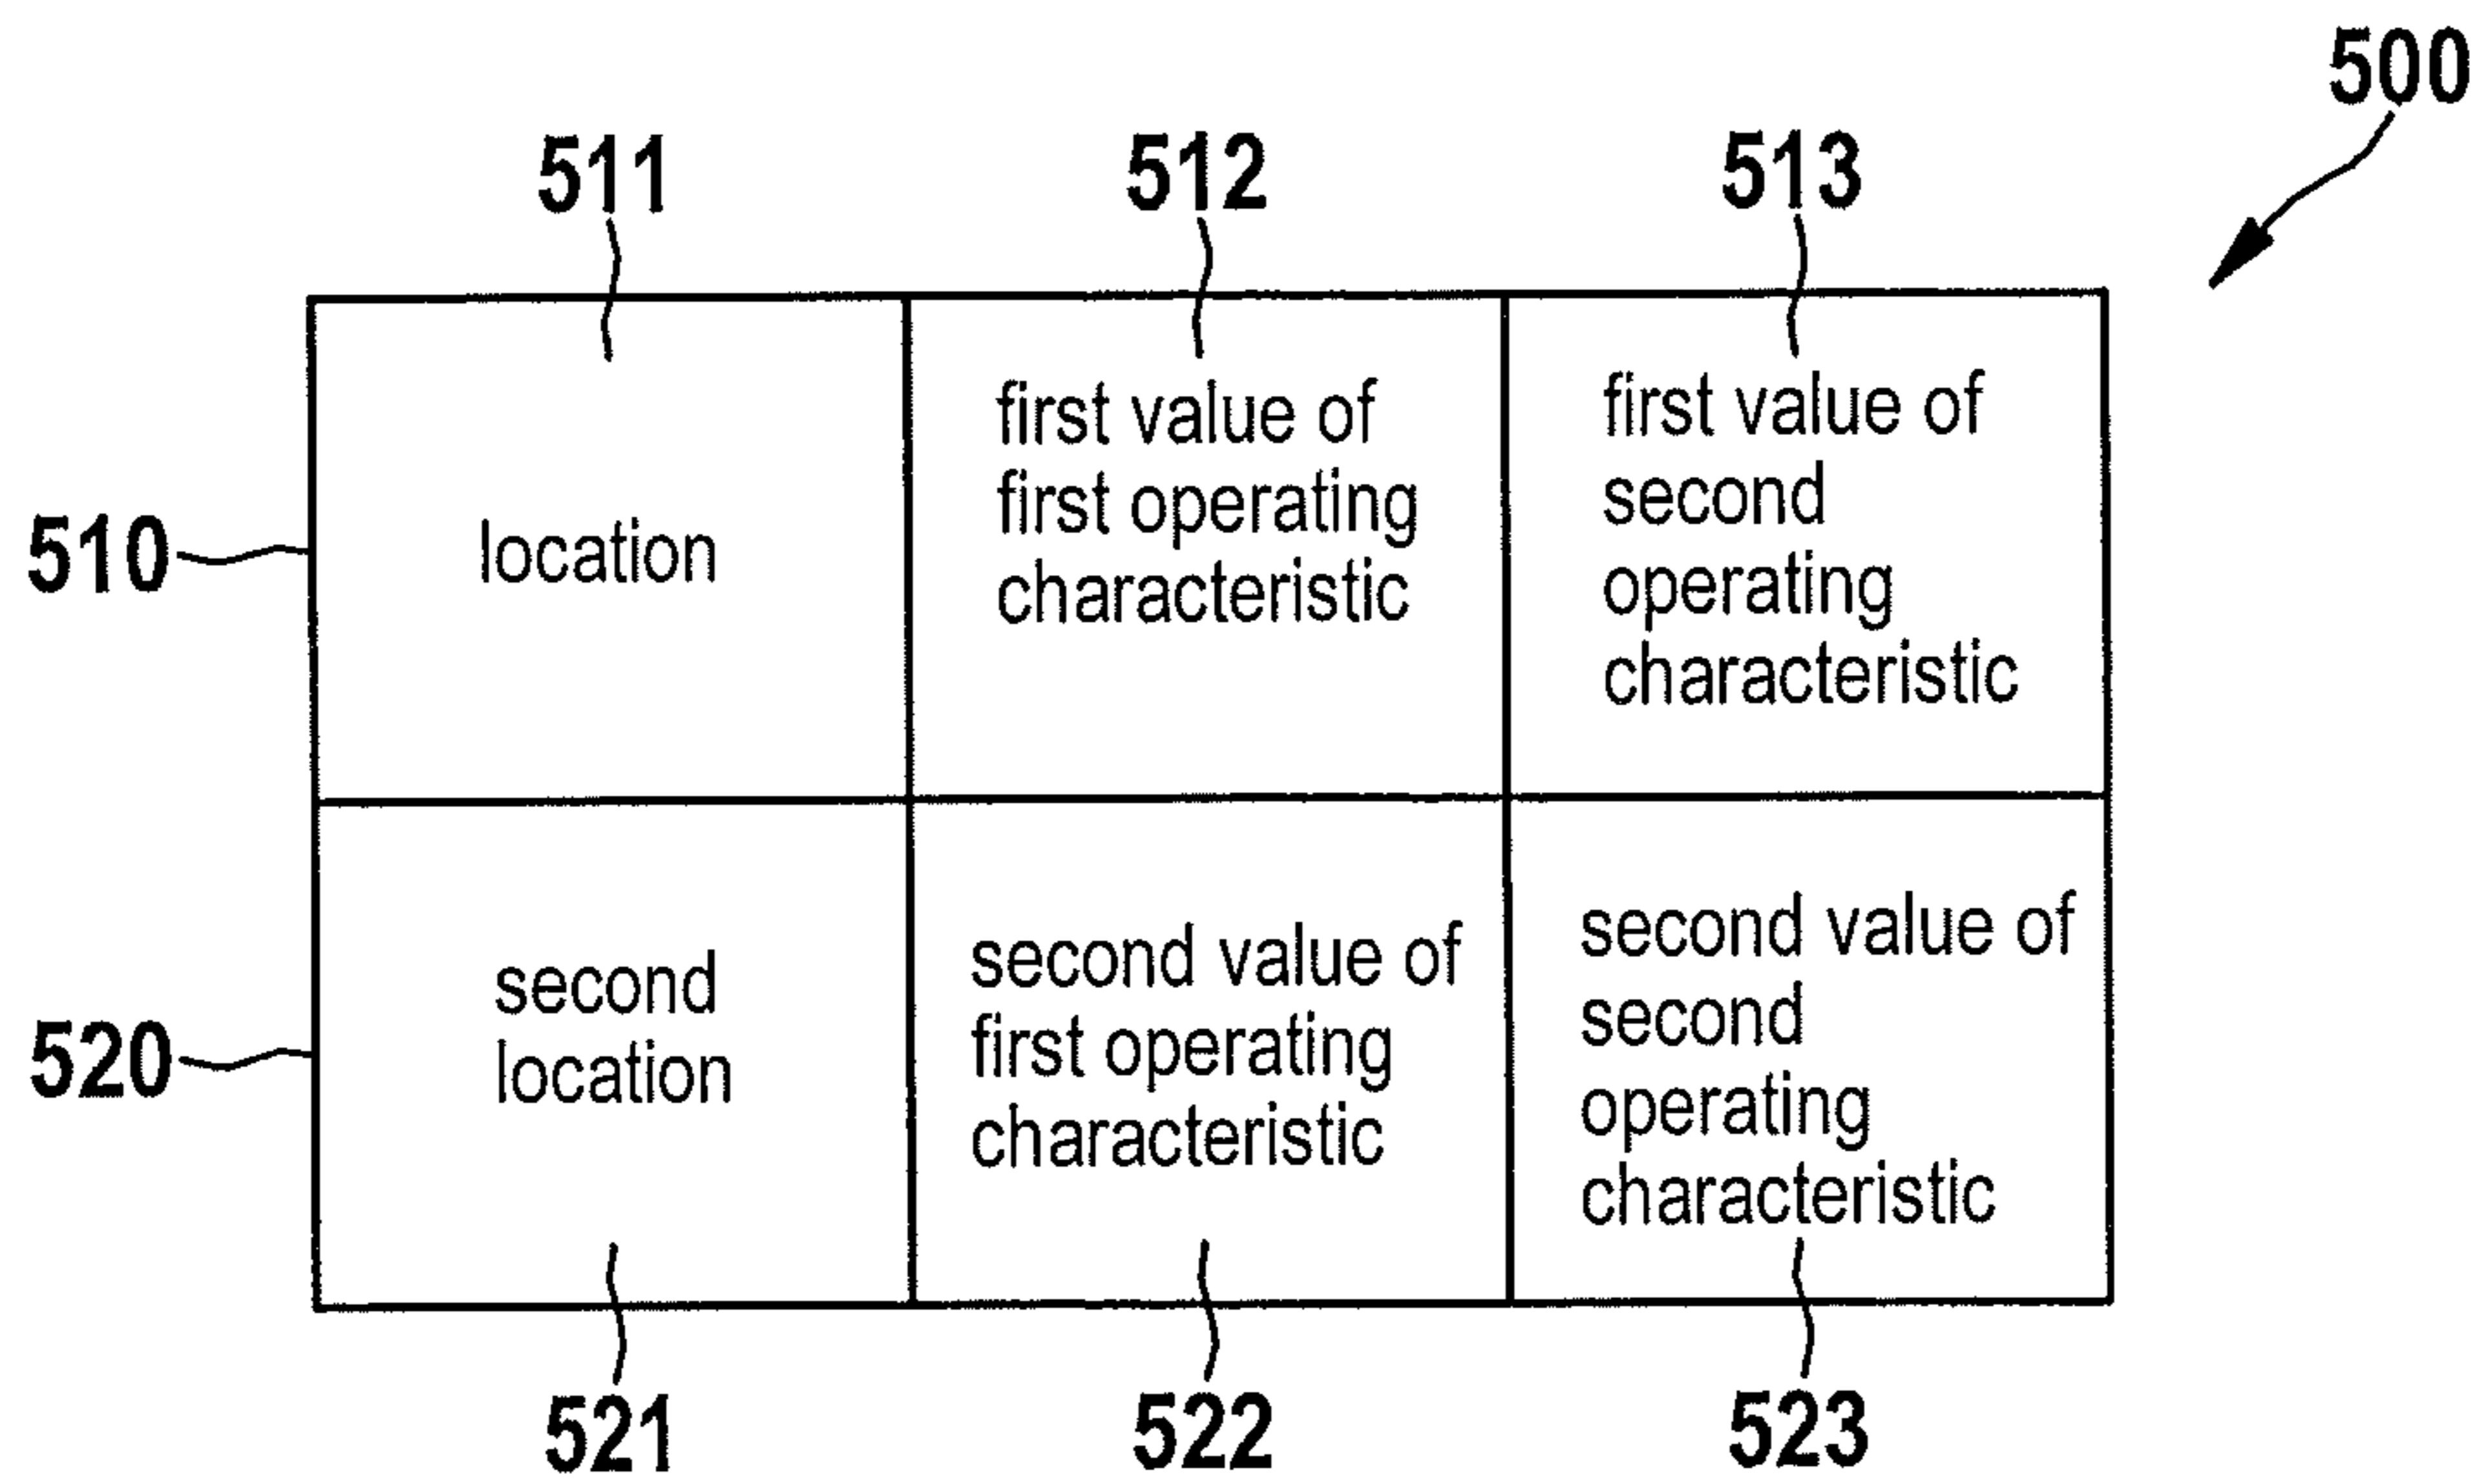 500
511
512
513
510
location
first value of
first operating
characteristic
first value of
second
operating
characteristic
520
second
location
second value of
first operating
characteristic
second value of
second
operating
characteristic
521
522
523